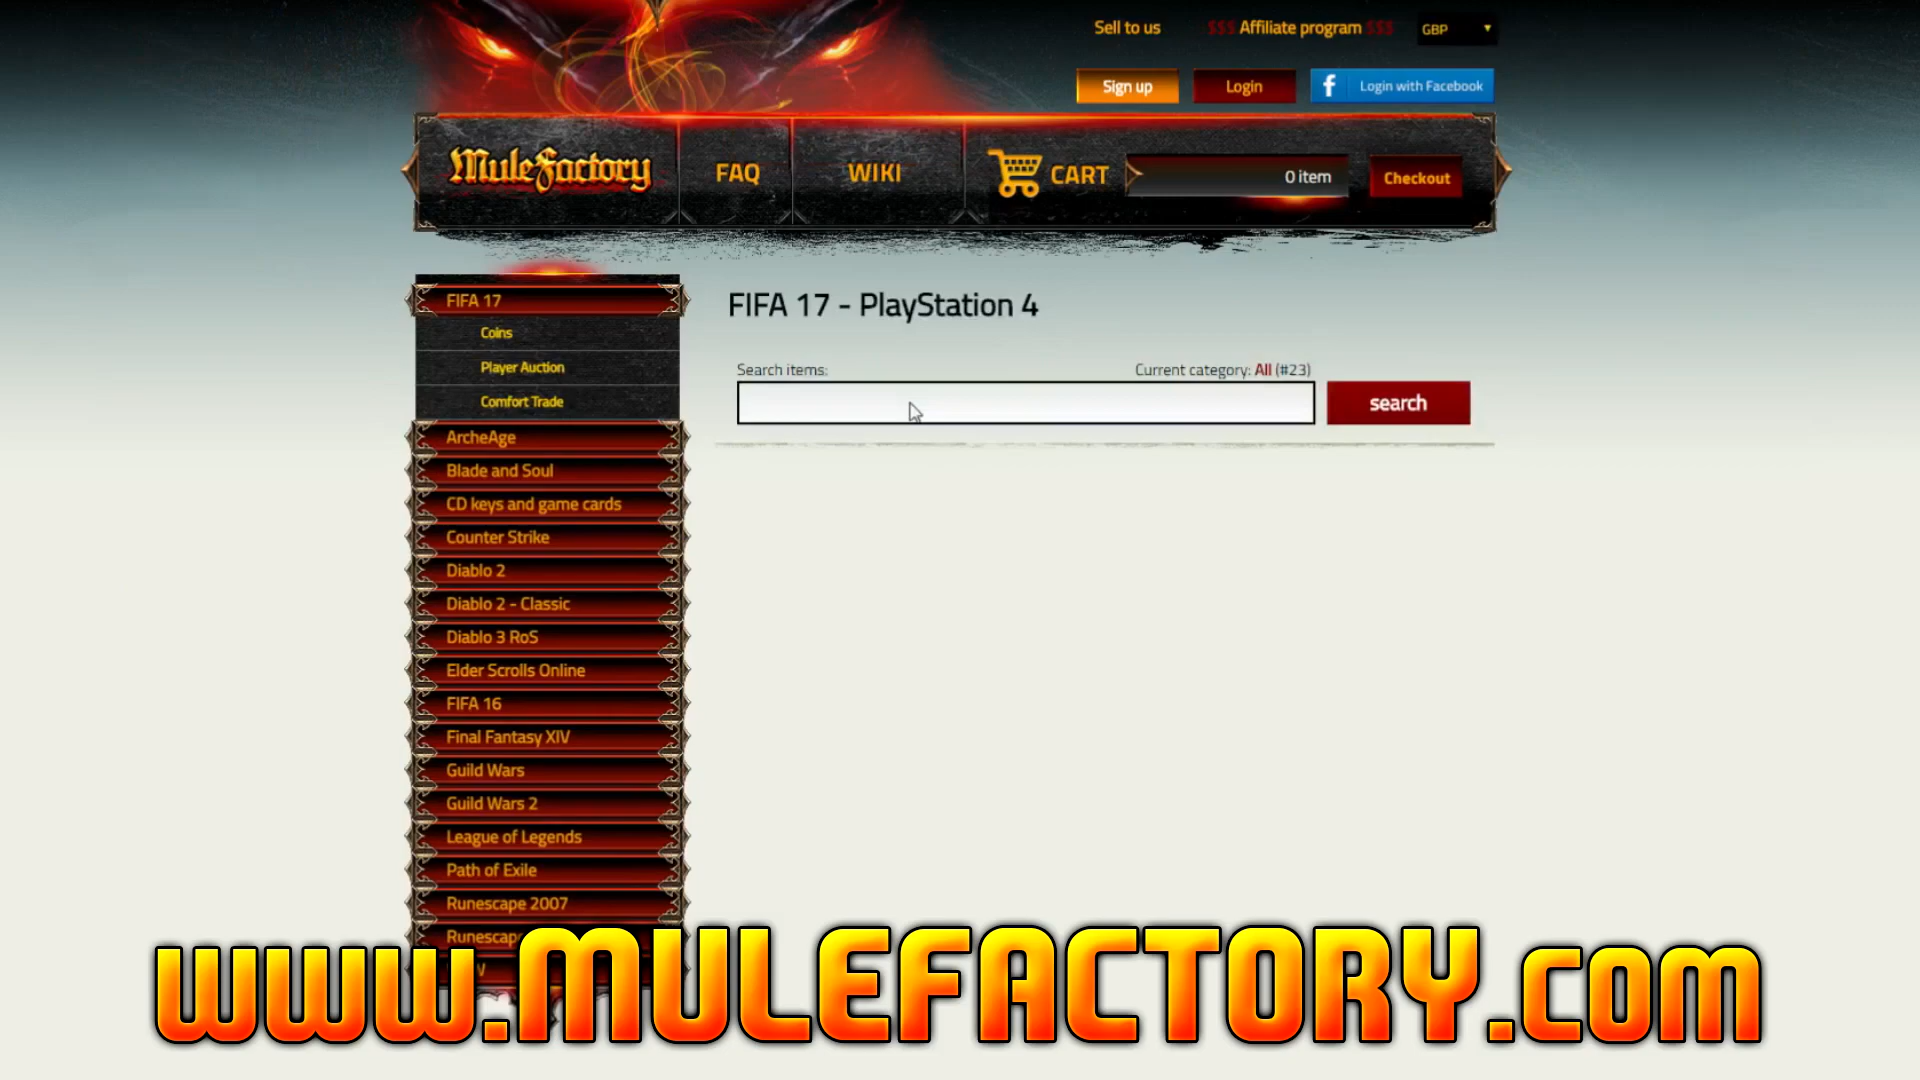 Sell to us
$$$ Affiliate program $$$
GBP
Sign up
Login
f Login with Facebook
MuleFactory
FAQ
WIKI
CART
0 item
Checkout
FIFA 17
Coins
Player Auction
Comfort Trade
ArcheAge
Blade and Soul
CD keys and game cards
Counter Strike
Diablo 2
Diablo 2 - Classic
Diablo 3 RoS
Elder Scrolls Online
FIFA 16
Final Fantasy XIV
Guild Wars
Guild Wars 2
League of Legends
Path of Exile
Runescape 2007
FIFA 17 - PlayStation 4
Search items:
Current category: All (#23)
search
www.MULEFACTORY.com